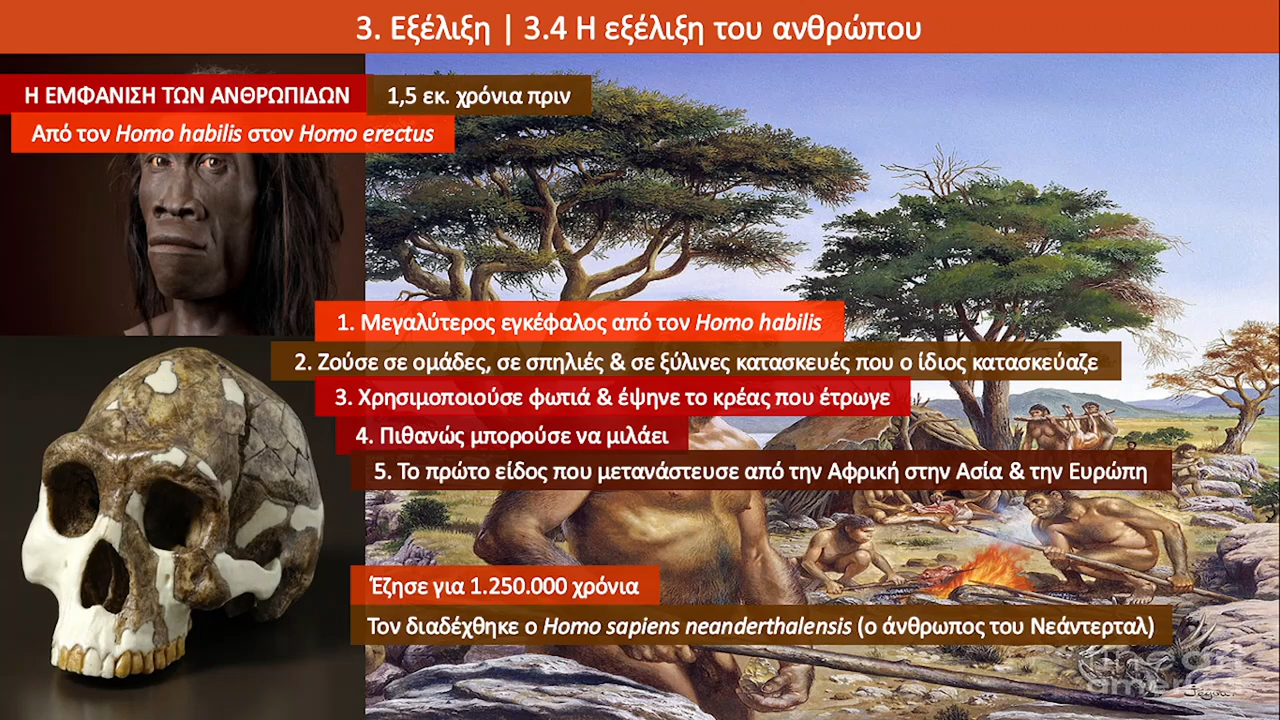 3. Εξέλιξη | 3.4 Η εξέλιξη του ανθρώπου
Η ΕΜΦΑΝΙΣΗ ΤΩΝ ΑΝΘΡΩΠΙΔΩΝ
1,5 εκ. χρόνια πριν
Από τον Homo habilis στον Homo erectus
1. Μεγαλύτερος εγκέφαλος από τον Homo habilis
2. Ζούσε σε ομάδες, σε σπηλιές & σε ξύλινες κατασκευές που ο ίδιος κατασκεύαζε
3. Χρησιμοποιούσε φωτιά & έψηνε το κρέας που έτρωγε
4. Πιθανώς μπορούσε να μιλάει
5. Το πρώτο είδος που μετανάστευσε από την Αφρική στην Ασία & την Ευρώπη
Έζησε για 1.250.000 χρόνια
Τον διαδέχθηκε ο Homo sapiens neanderthalensis (ο άνθρωπος του Νεάντερταλ)